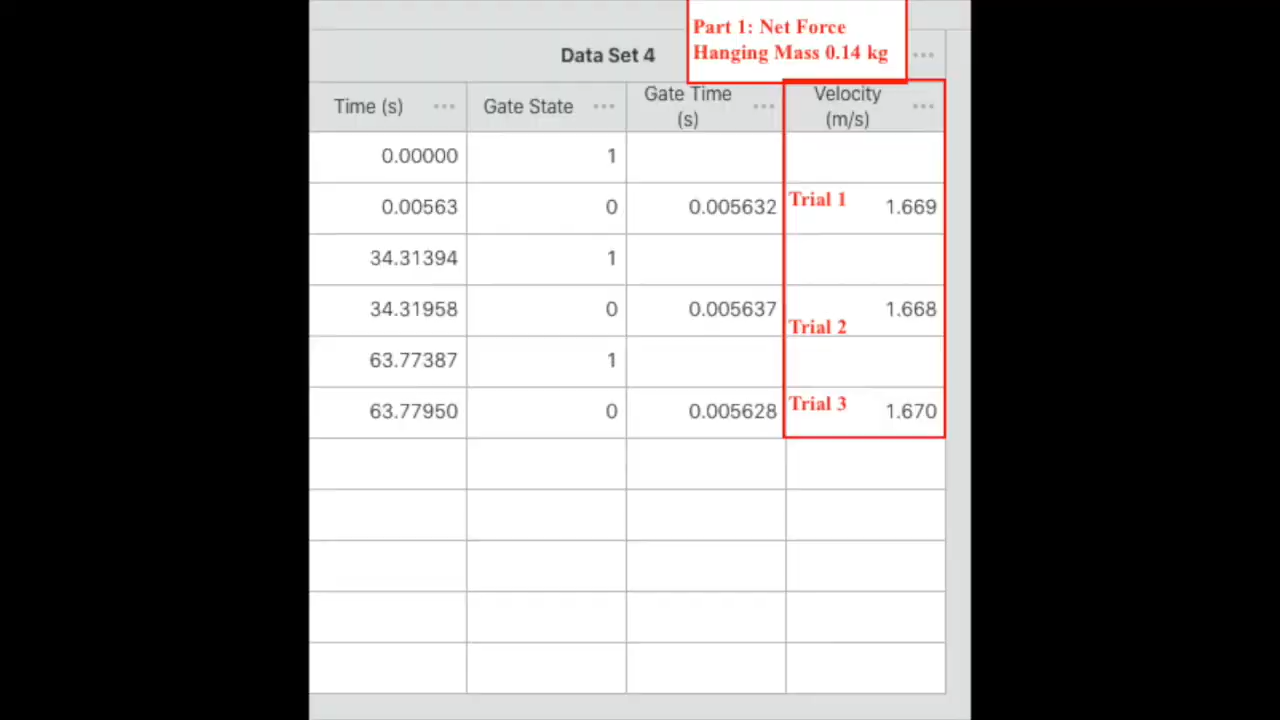 Part 1: Net Force
Hanging Mass 0.14 kg
Data Set 4
Time (s) Gate State Gate Time (s) Velocity (m/s)
0.00000 1
0.00563 0 0.005632 Trial 1 1.669
34.31394 1
34.31958 0 0.005637 1.668
Trial 2
63.77387 1
63.77950 0 0.005628 Trial 3 1.670